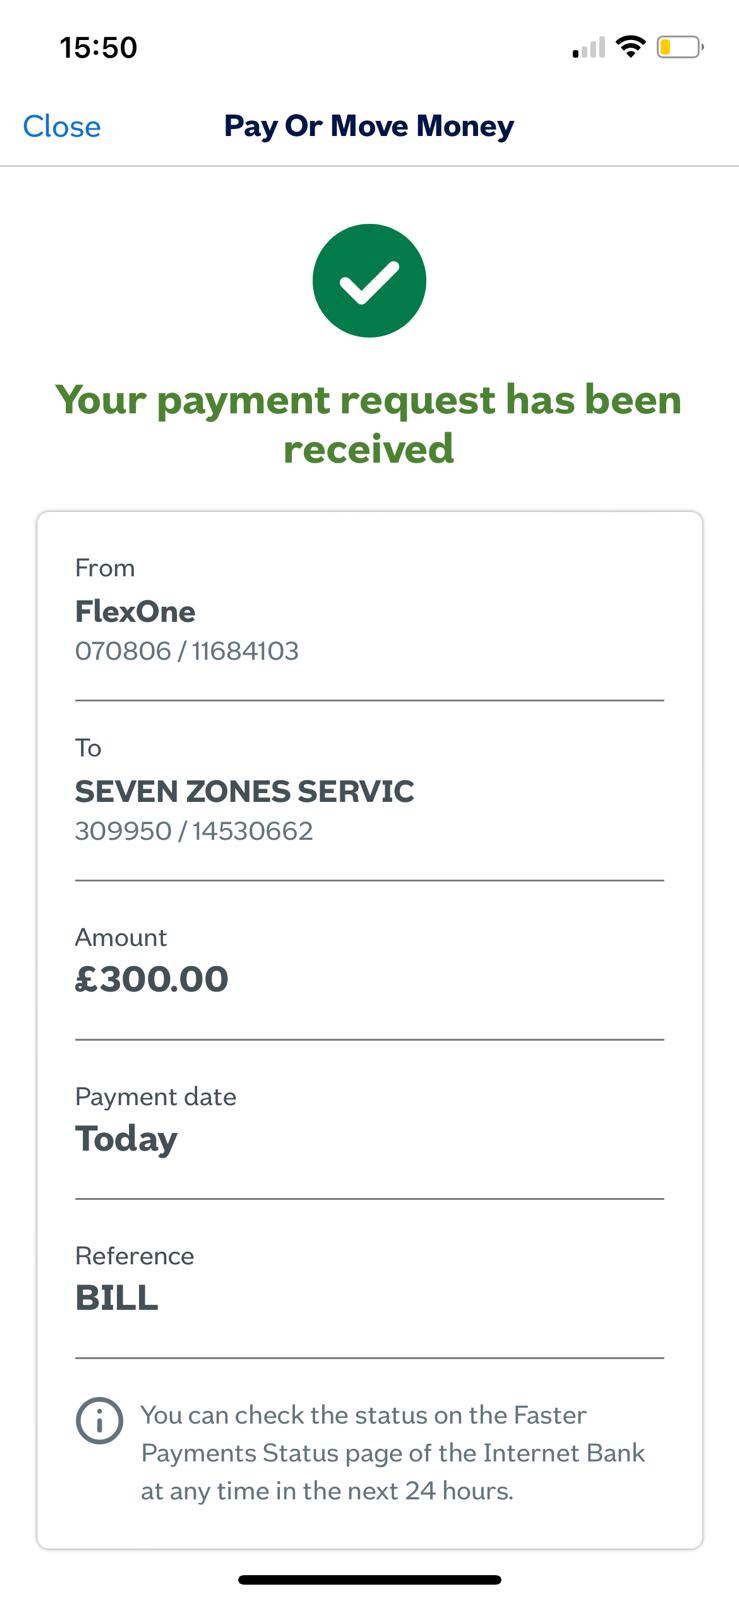 15:50
Close Pay Or Move Money
Your payment request has been
received
From
FlexOne
070806 / 11684103
To
SEVEN ZONES SERVIC
309950 / 14530662
Amount
£300.00
Payment date
Today
Reference
BILL
You can check the status on the Faster
Payments Status page of the Internet Bank
at any time in the next 24 hours.